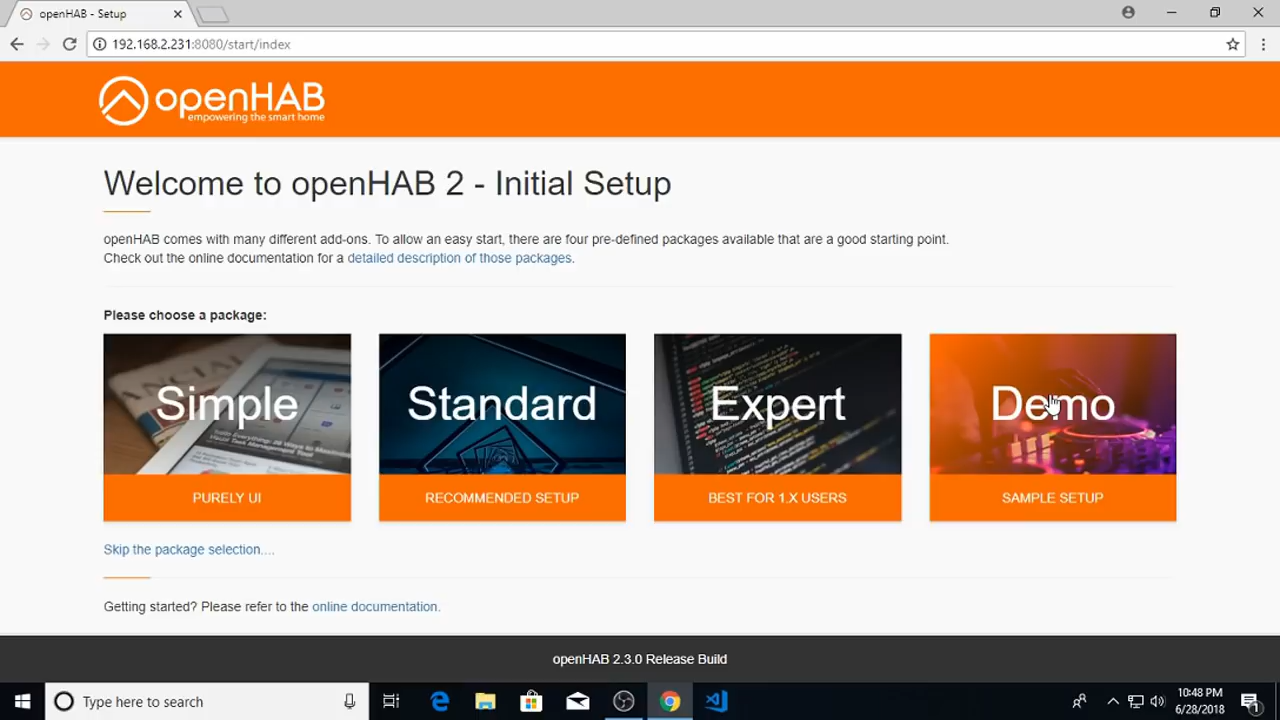 openHAB - Setup
192.168.2.231:8080/start/index
openHAB
empowering the smart home
Welcome to openHAB 2 - Initial Setup
openHAB comes with many different add-ons. To allow an easy start, there are four pre-defined packages available that are a good starting point.
Check out the online documentation for a detailed description of those packages.
Please choose a package:
Simple
PURELY UI
Standard
RECOMMENDED SETUP
Expert
BEST FOR 1.X USERS
Demo
SAMPLE SETUP
Skip the package selection....
Getting started? Please refer to the online documentation.
openHAB 2.3.0 Release Build
Type here to search
10:48 PM
6/28/2018
1